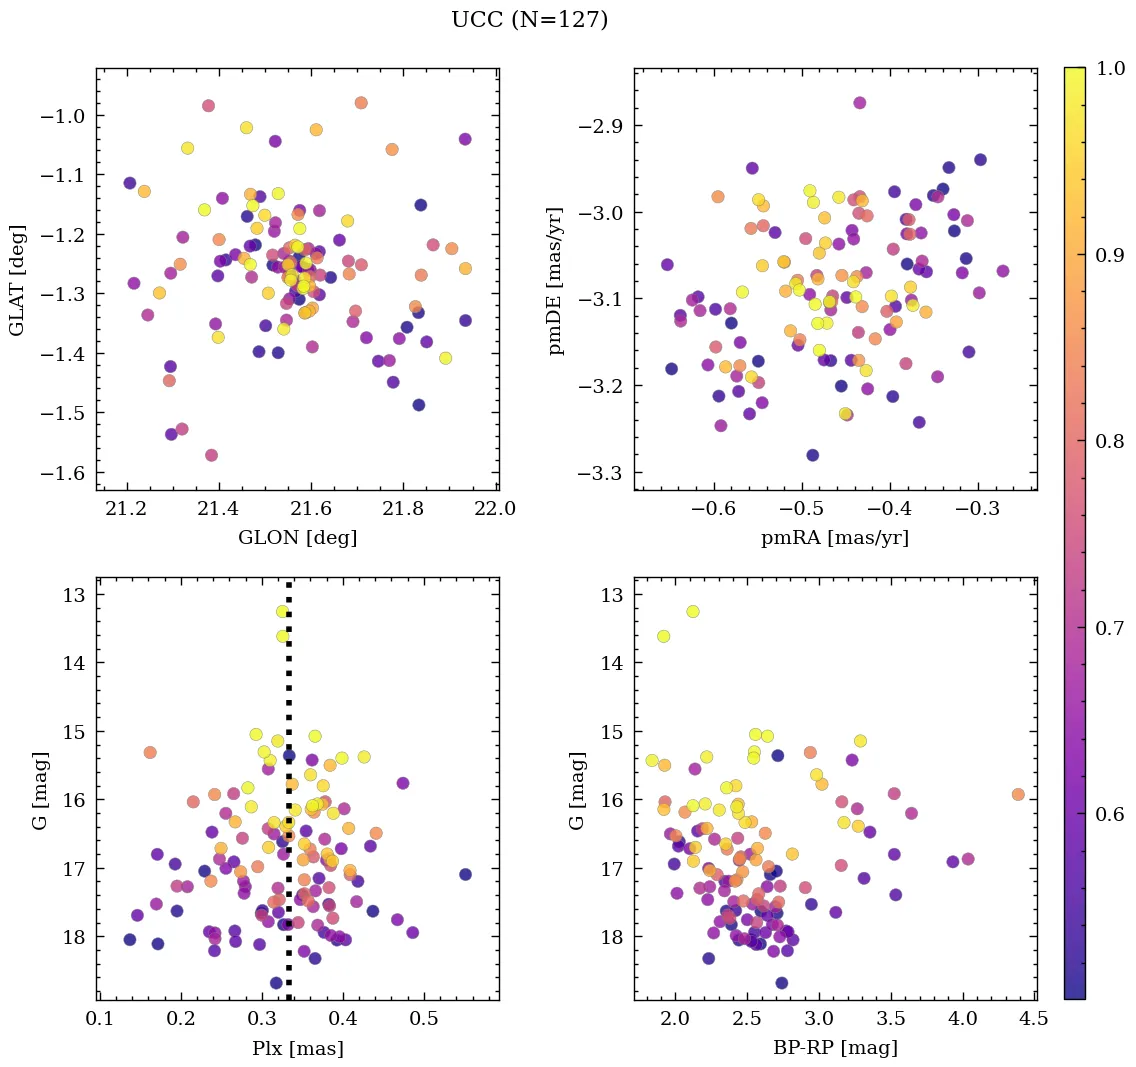 UCC (N=127)
−1.0
−1.1
−1.2
−1.3
−1.4
−1.5
−1.6
GLAT [deg]
21.2 21.4 21.6 21.8 22.0
GLON [deg]
−2.9
−3.0
−3.1
−3.2
−3.3
pmDE [mas/yr]
−0.6 −0.5 −0.4 −0.3
pmRA [mas/yr]
13
14
15
16
17
18
G [mag]
0.1 0.2 0.3 0.4 0.5
Plx [mas]
13
14
15
16
17
18
G [mag]
2.0 2.5 3.0 3.5 4.0 4.5
BP-RP [mag]
1.0
0.9
0.8
0.7
0.6